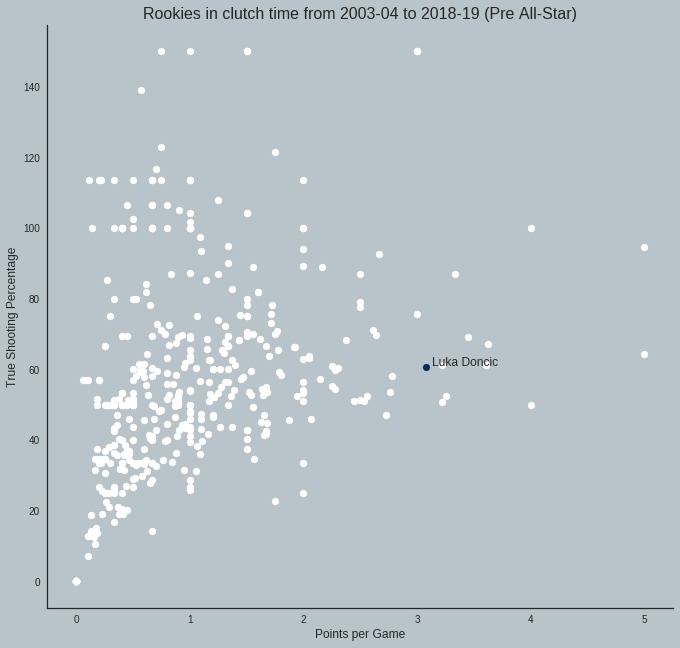 Rookies in clutch time from 2003-04 to 2018-19 (Pre All-Star)
True Shooting Percentage
140
120
100
80
60
40
20
0
Luka Doncic
0 1 2 3 4 5
Points per Game